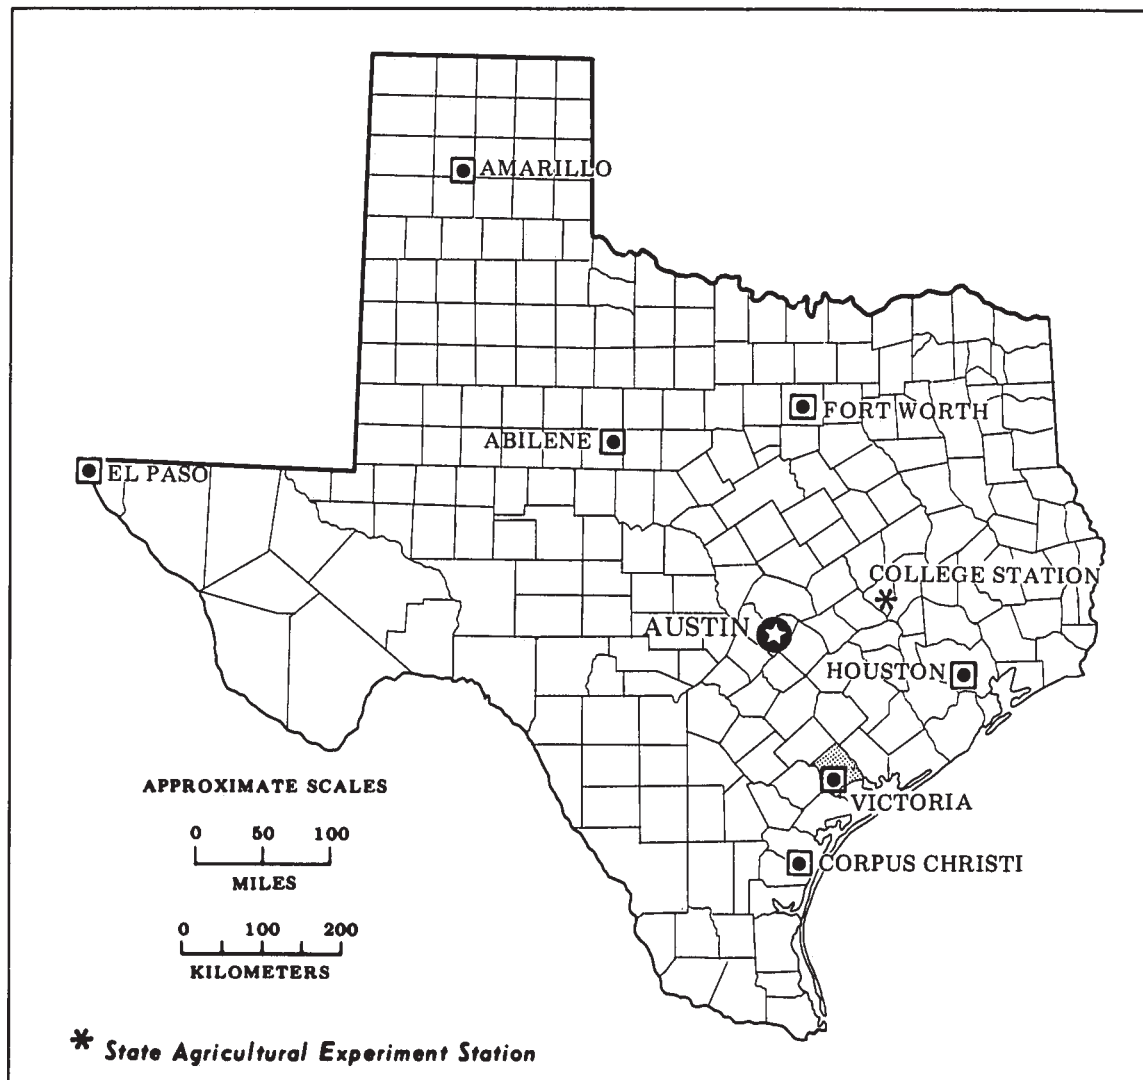 AMARILLO
FORT WORTH
ABILENE
EL PASO
COLLEGE STATION
*
AUSTIN
HOUSTON
APPROXIMATE SCALES
VICTORIA
0 50 100
MILES
CORPUS CHRISTI
0 100 200
KILOMETERS
* State Agricultural Experiment Station